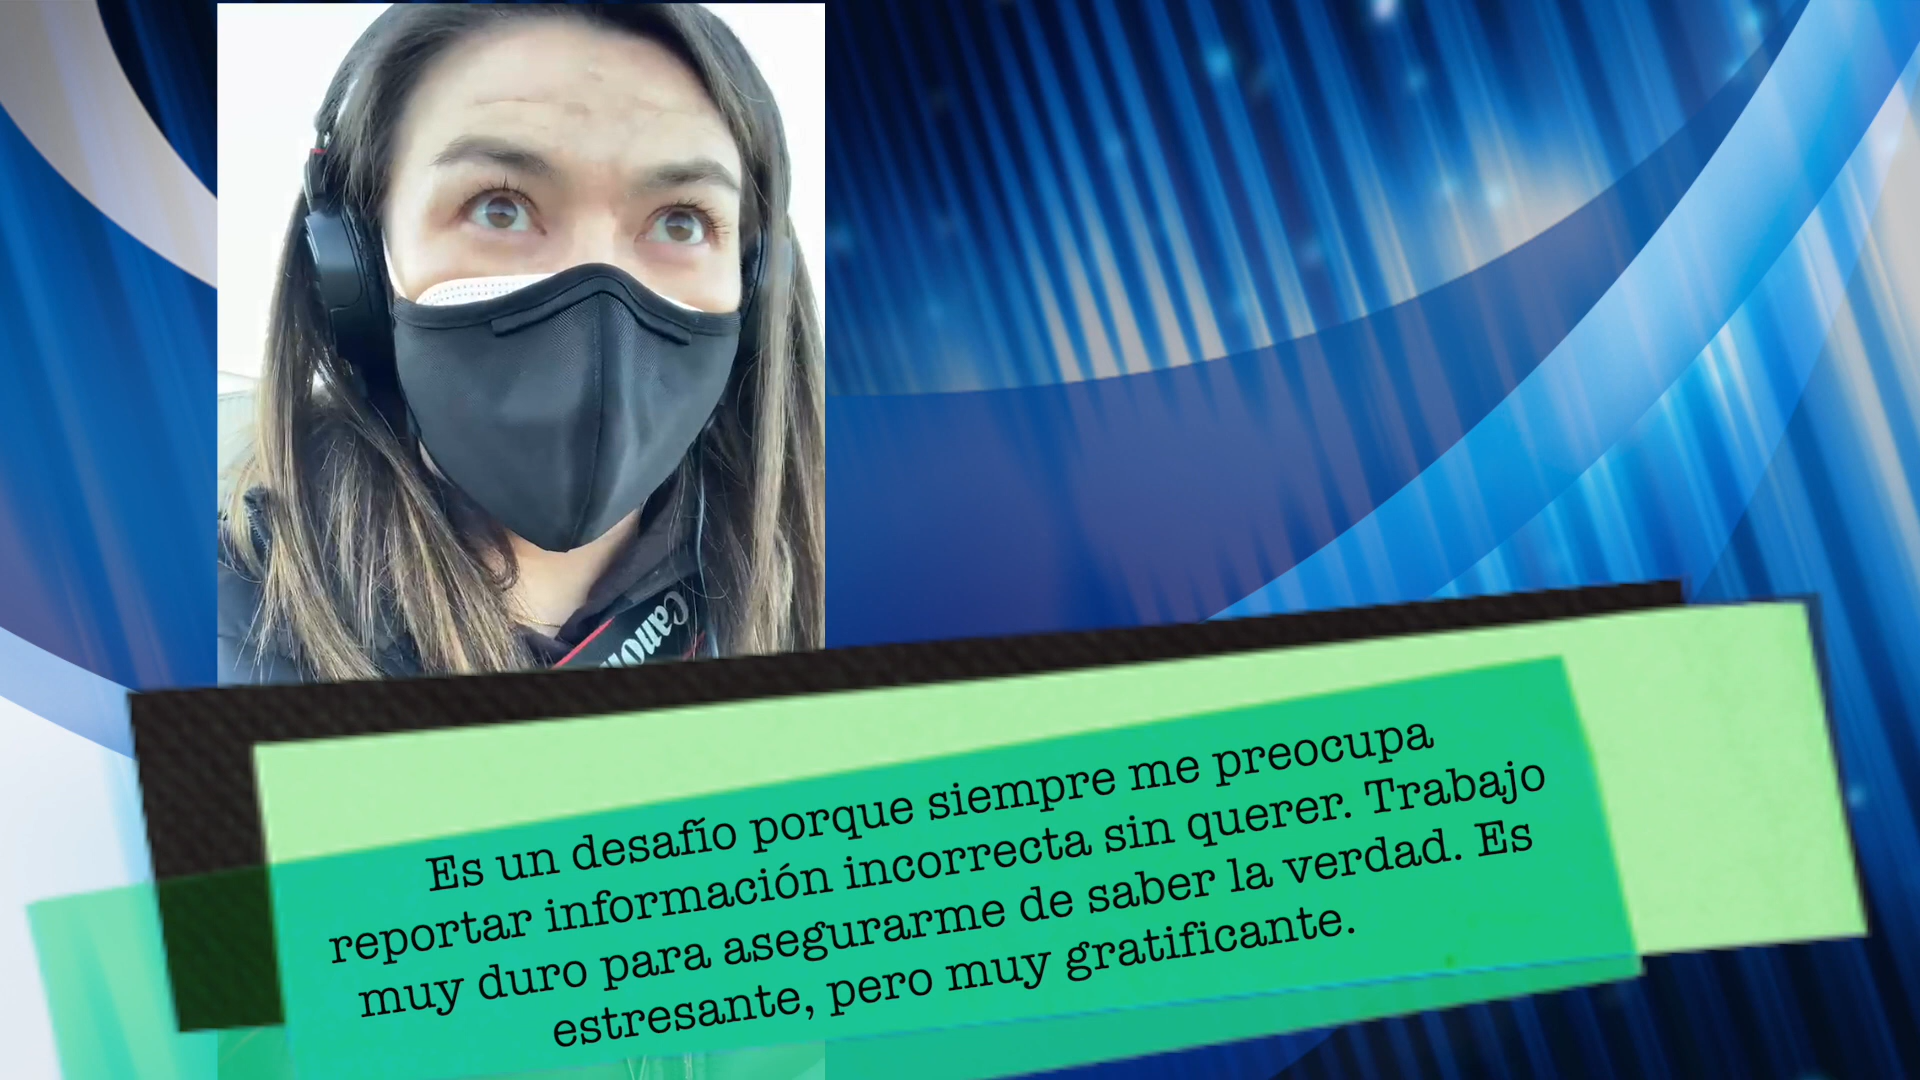 Canon
Es un desafío porque siempre me preocupa
reportar información incorrecta sin querer. Trabajo
muy duro para asegurarme de saber la verdad. Es
estresante, pero muy gratificante.